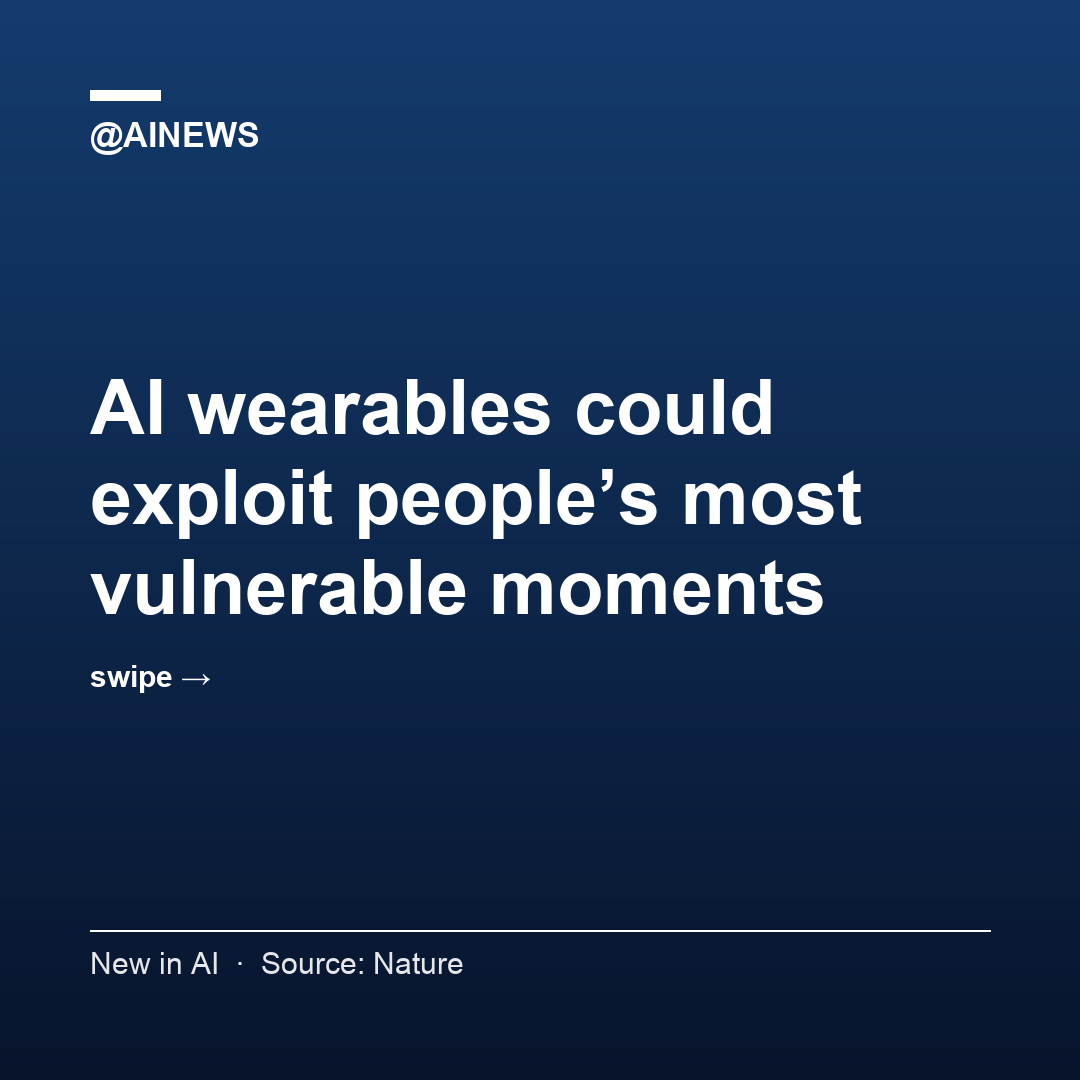 @AINEWS
AI wearables could
exploit people’s most
vulnerable moments
swipe →
New in AI · Source: Nature